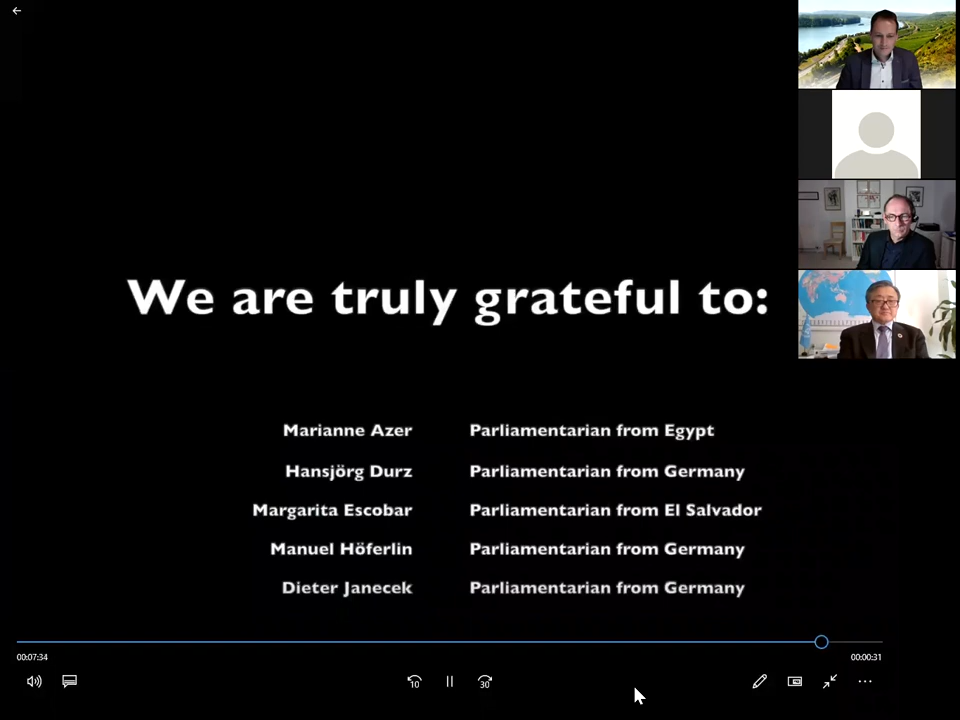 We are truly grateful to:
Marianne Azer Parliamentarian from Egypt
Hansjörg Durz Parliamentarian from Germany
Margarita Escobar Parliamentarian from El Salvador
Manuel Höferlin Parliamentarian from Germany
Dieter Janecek Parliamentarian from Germany
00:07:34 00:00:31
10 30